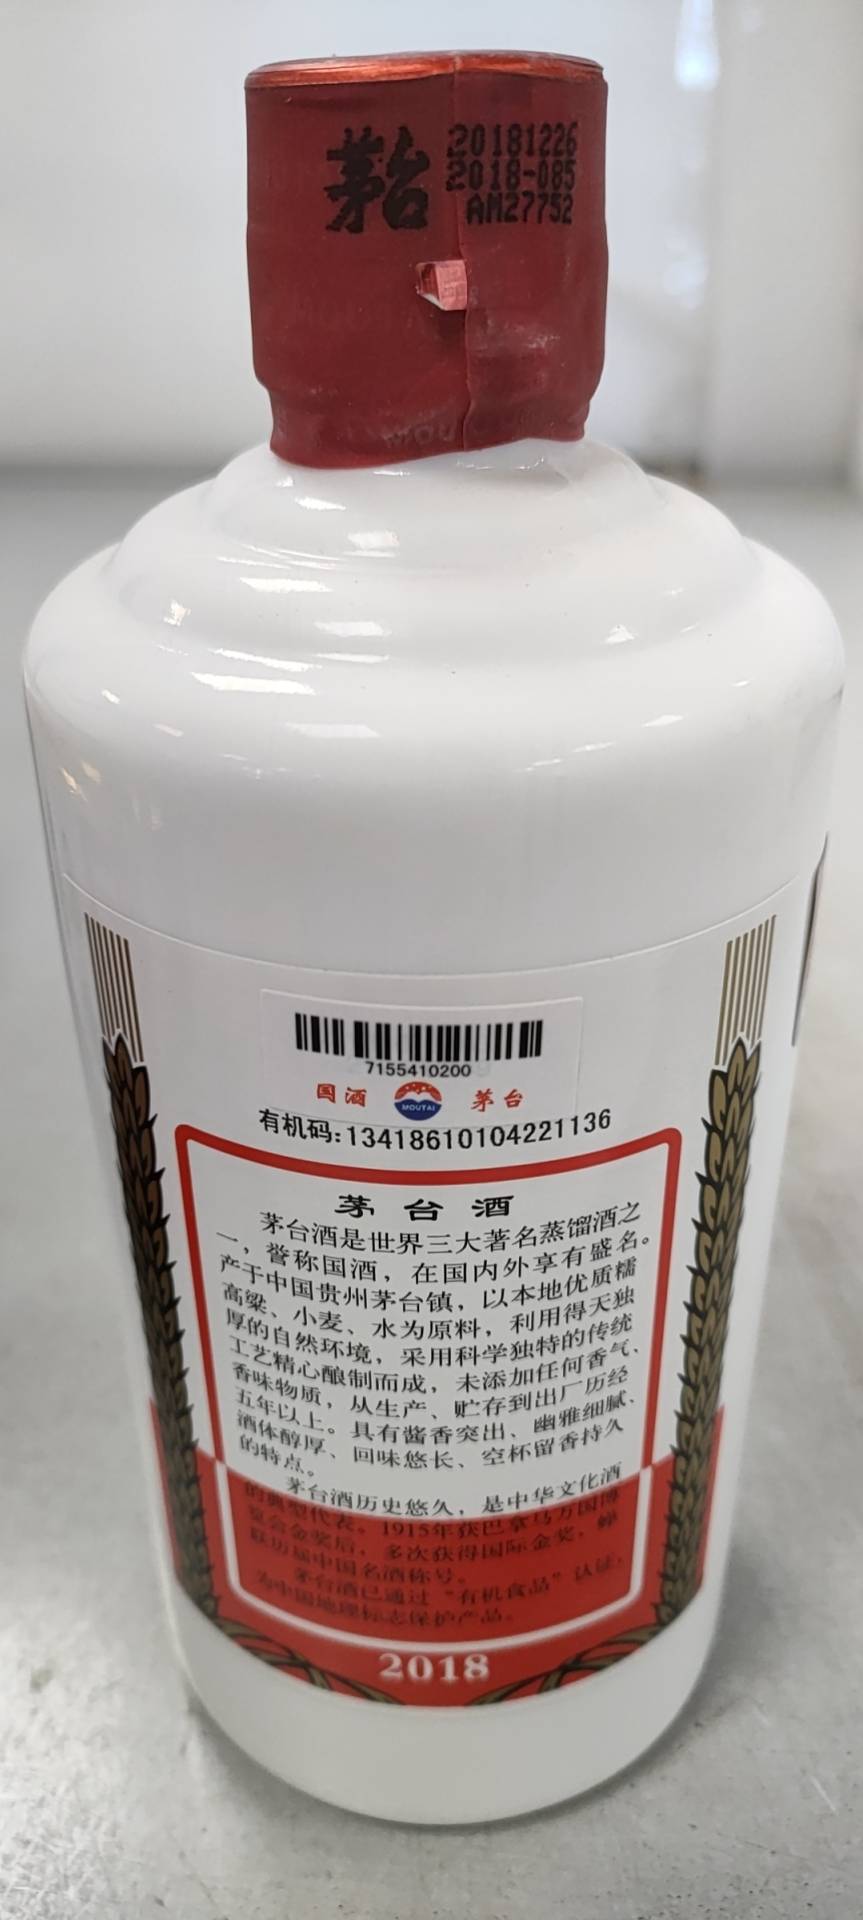 茅台
20181226
2018-085
AM27752
MOU
7155410200
国酒 MOUTAI 茅台
有机码:13418610104221136
茅台酒
茅台酒是世界三大著名蒸馏酒之
一，誉称国酒，在国内外享有盛名。
产于中国贵州茅台镇，以本地优质糯
高粱、小麦、水为原料，利用得天独
厚的自然环境，采用科学独特的传统
工艺精心酿制而成，未添加任何香气、
香味物质，从生产、贮存到出厂历经
五年以上。具有酱香突出、幽雅细腻、
酒体醇厚、回味悠长、空杯留香持久
的特点。
茅台酒历史悠久，是中华文化酒
的典型代表。1915年获巴拿马万国博
览会金奖后，多次获得国际金奖，蝉
联历届中国名酒称号。
茅台酒已通过“有机食品”认证，
为中国地理标志保护产品。
2018